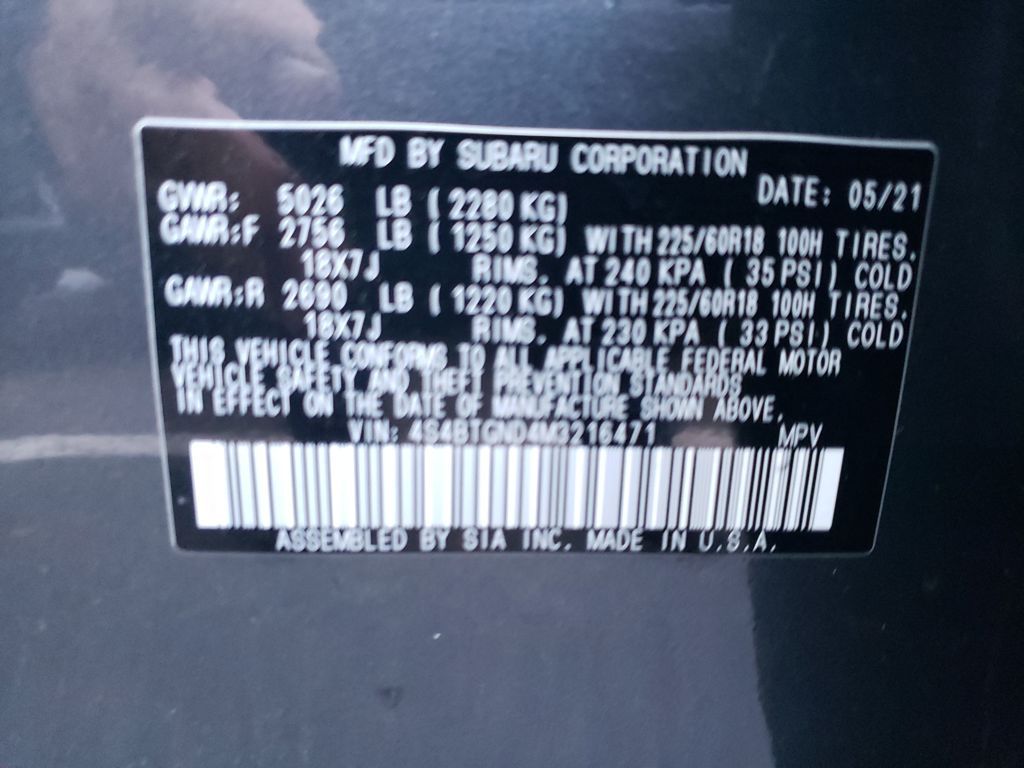 MFD BY SUBARU CORPORATION
DATE: 05/21
GVWR: 5026 LB ( 2280 KG)
GAWR:F 2756 LB ( 1250 KG) WITH 225/60R18 100H TIRES.
18X7J RIMS. AT 240 KPA ( 35 PSI) COLD
GAWR:R 2690 LB ( 1220 KG) WITH 225/60R18 100H TIRES.
18X7J RIMS. AT 230 KPA ( 33 PSI) COLD
THIS VEHICLE CONFORMS TO ALL APPLICABLE FEDERAL MOTOR
VEHICLE SAFETY AND THEFT PREVENTION STANDARDS
IN EFFECT ON THE DATE OF MANUFACTURE SHOWN ABOVE.
VIN: 4S4BTGND4M3216471 MPV
ASSEMBLED BY SIA INC. MADE IN U.S.A.